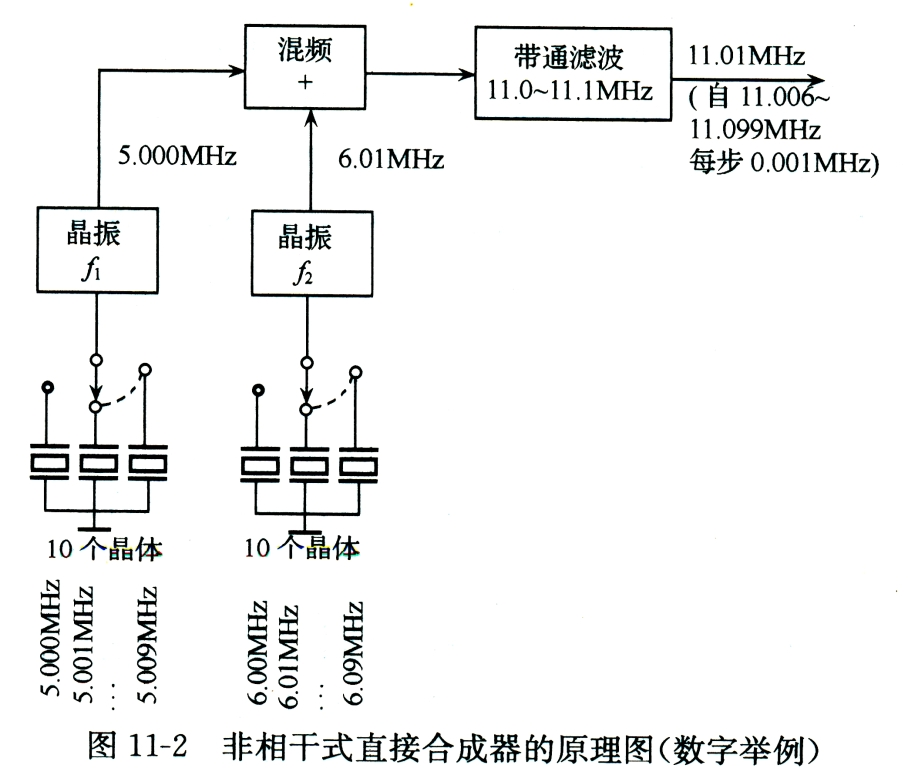 混频
+
带通滤波
11.0~11.1MHz
11.01MHz
(自 11.006~
11.099MHz
每步 0.001MHz)
5.000MHz
6.01MHz
晶振
f1
晶振
f2
10 个晶体
10 个晶体
5.000MHz
5.001MHz
...
5.009MHz
6.00MHz
6.01MHz
...
6.09MHz
图 11-2 非相干式直接合成器的原理图(数字举例)